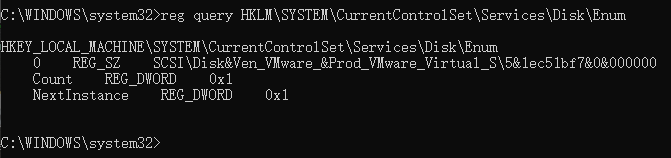 C:\WINDOWS\system32>reg query HKLM\SYSTEM\CurrentControlSet\Services\Disk\Enum
HKEY_LOCAL_MACHINE\SYSTEM\CurrentControlSet\Services\Disk\Enum
0    REG_SZ    SCSI\Disk&Ven_VMware_&Prod_VMware_Virtual_S\5&1ec51bf7&0&000000
Count    REG_DWORD    0x1
NextInstance    REG_DWORD    0x1
C:\WINDOWS\system32>